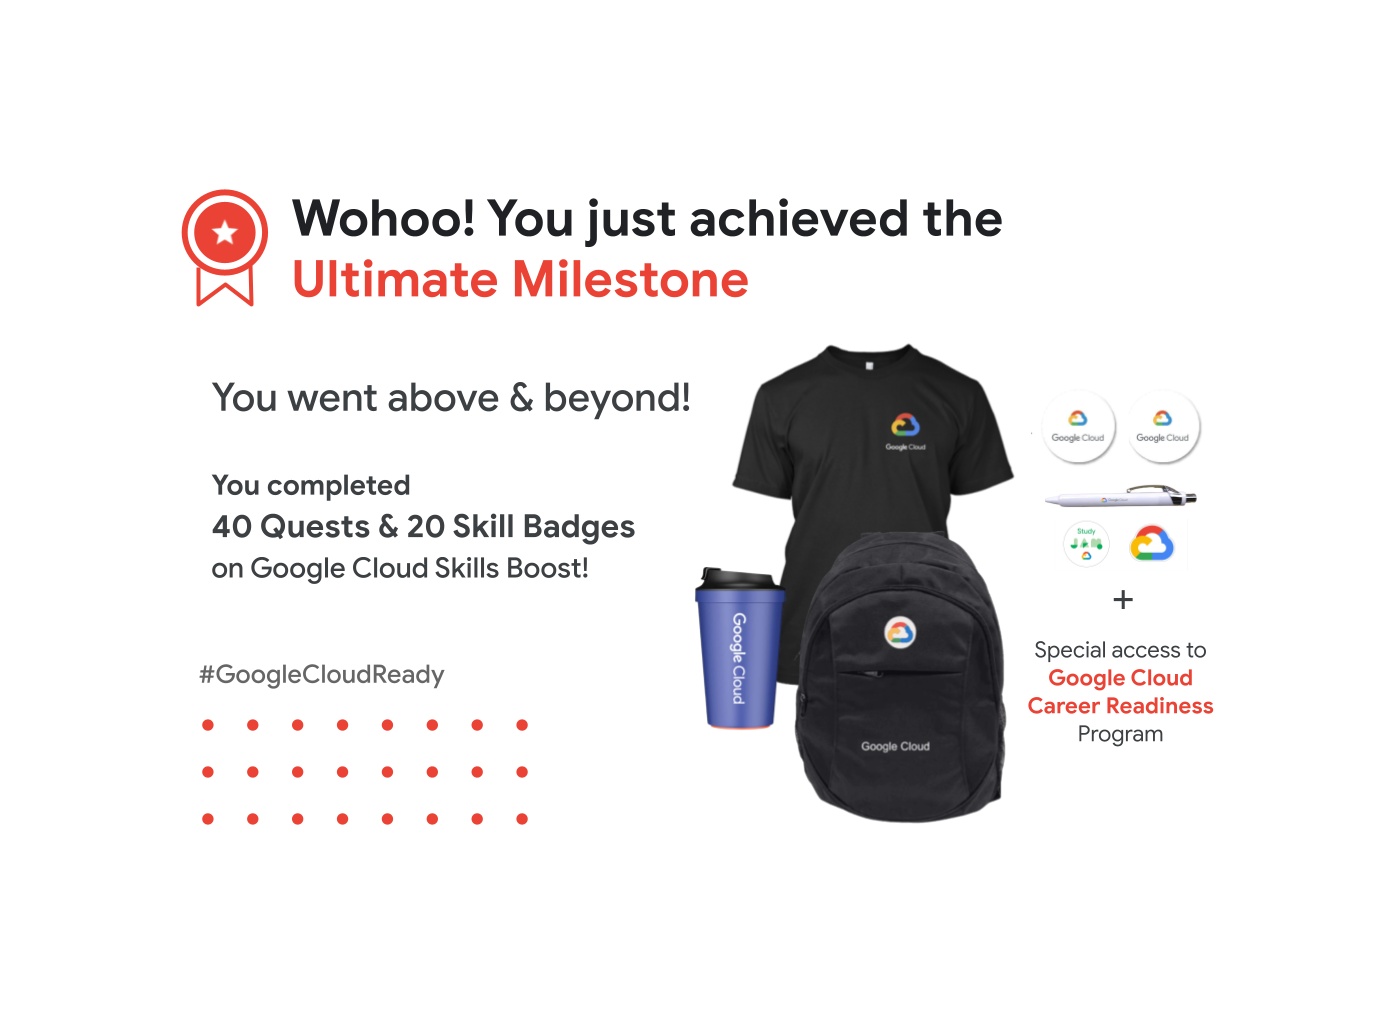 Wohoo! You just achieved the
Ultimate Milestone
You went above & beyond!
You completed
40 Quests & 20 Skill Badges
on Google Cloud Skills Boost!
#GoogleCloudReady
Google Cloud
Google Cloud
Google Cloud
Google Cloud
Google Cloud
Google Cloud
Study
JAM
+
Special access to
Google Cloud
Career Readiness
Program